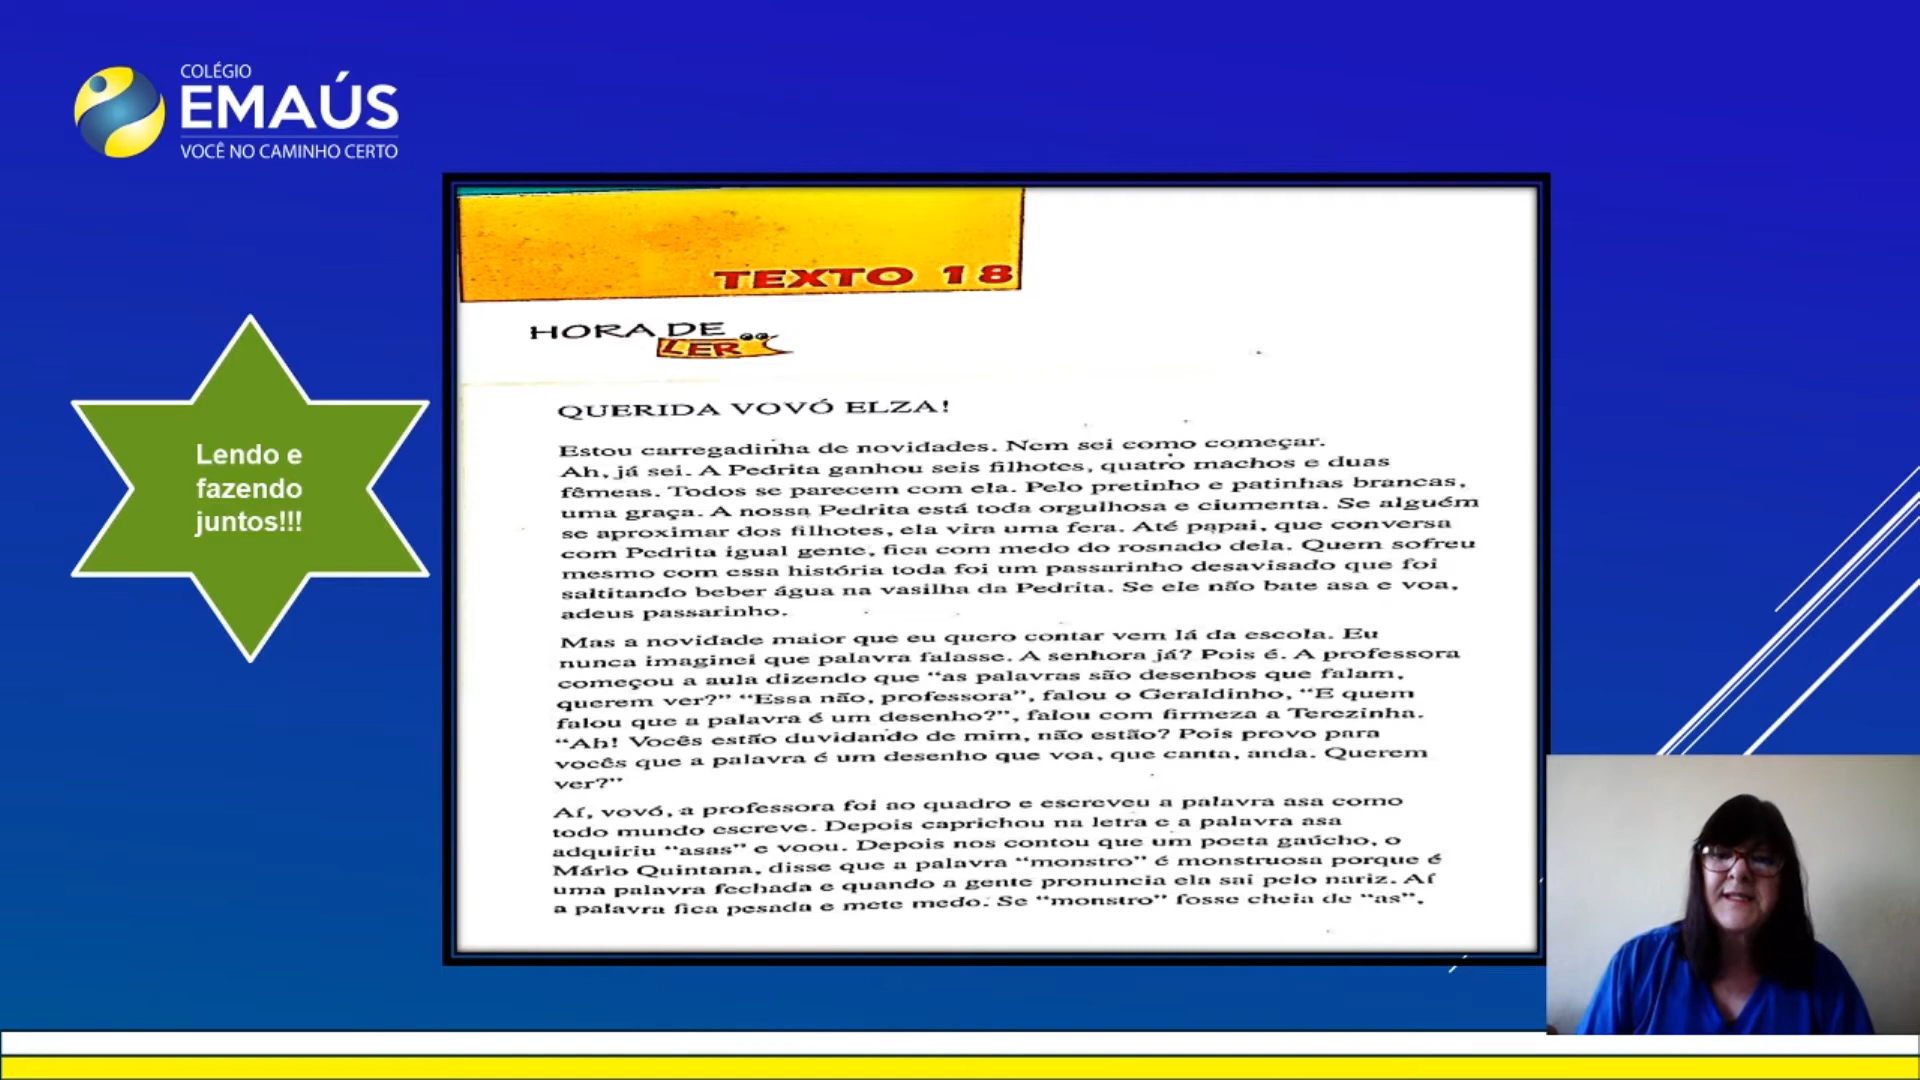 COLÉGIO
EMAÚS
VOCÊ NO CAMINHO CERTO
Lendo e
fazendo
juntos!!!
TEXTO 18
HORA DE
LER
QUERIDA VOVÓ ELZA!
Estou carregadinha de novidades. Nem sei como começar.
Ah, já sei. A Pedrita ganhou seis filhotes, quatro machos e duas
fêmeas. Todos se parecem com ela. Pelo pretinho e patinhas brancas,
uma graça. A nossa Pedrita está toda orgulhosa e ciumenta. Se alguém
se aproximar dos filhotes, ela vira uma fera. Até papai, que conversa
com Pedrita igual gente, fica com medo do rosnado dela. Quem sofreu
mesmo com essa história toda foi um passarinho desavisado que foi
saltitando beber água na vasilha da Pedrita. Se ele não bate asa e voa,
adeus passarinho.
Mas a novidade maior que eu quero contar vem lá da escola. Eu
nunca imaginei que palavra falasse. A senhora já? Pois é. A professora
começou a aula dizendo que “as palavras são desenhos que falam,
querem ver?” “Essa não, professora”, falou o Geraldinho, “E quem
falou que a palavra é um desenho?”, falou com firmeza a Terezinha.
“Ah! Vocês estão duvidando de mim, não estão? Pois provo para
vocês que a palavra é um desenho que voa, que canta, anda. Querem
ver?”
Aí, vovó, a professora foi ao quadro e escreveu a palavra asa como
todo mundo escreve. Depois caprichou na letra e a palavra asa
adquiriu “asas” e voou. Depois nos contou que um poeta gaúcho, o
Mário Quintana, disse que a palavra “monstro” é monstruosa porque é
uma palavra fechada e quando a gente pronuncia ela sai pelo nariz. Aí
a palavra fica pesada e mete medo. Se “monstro” fosse cheia de “as”,